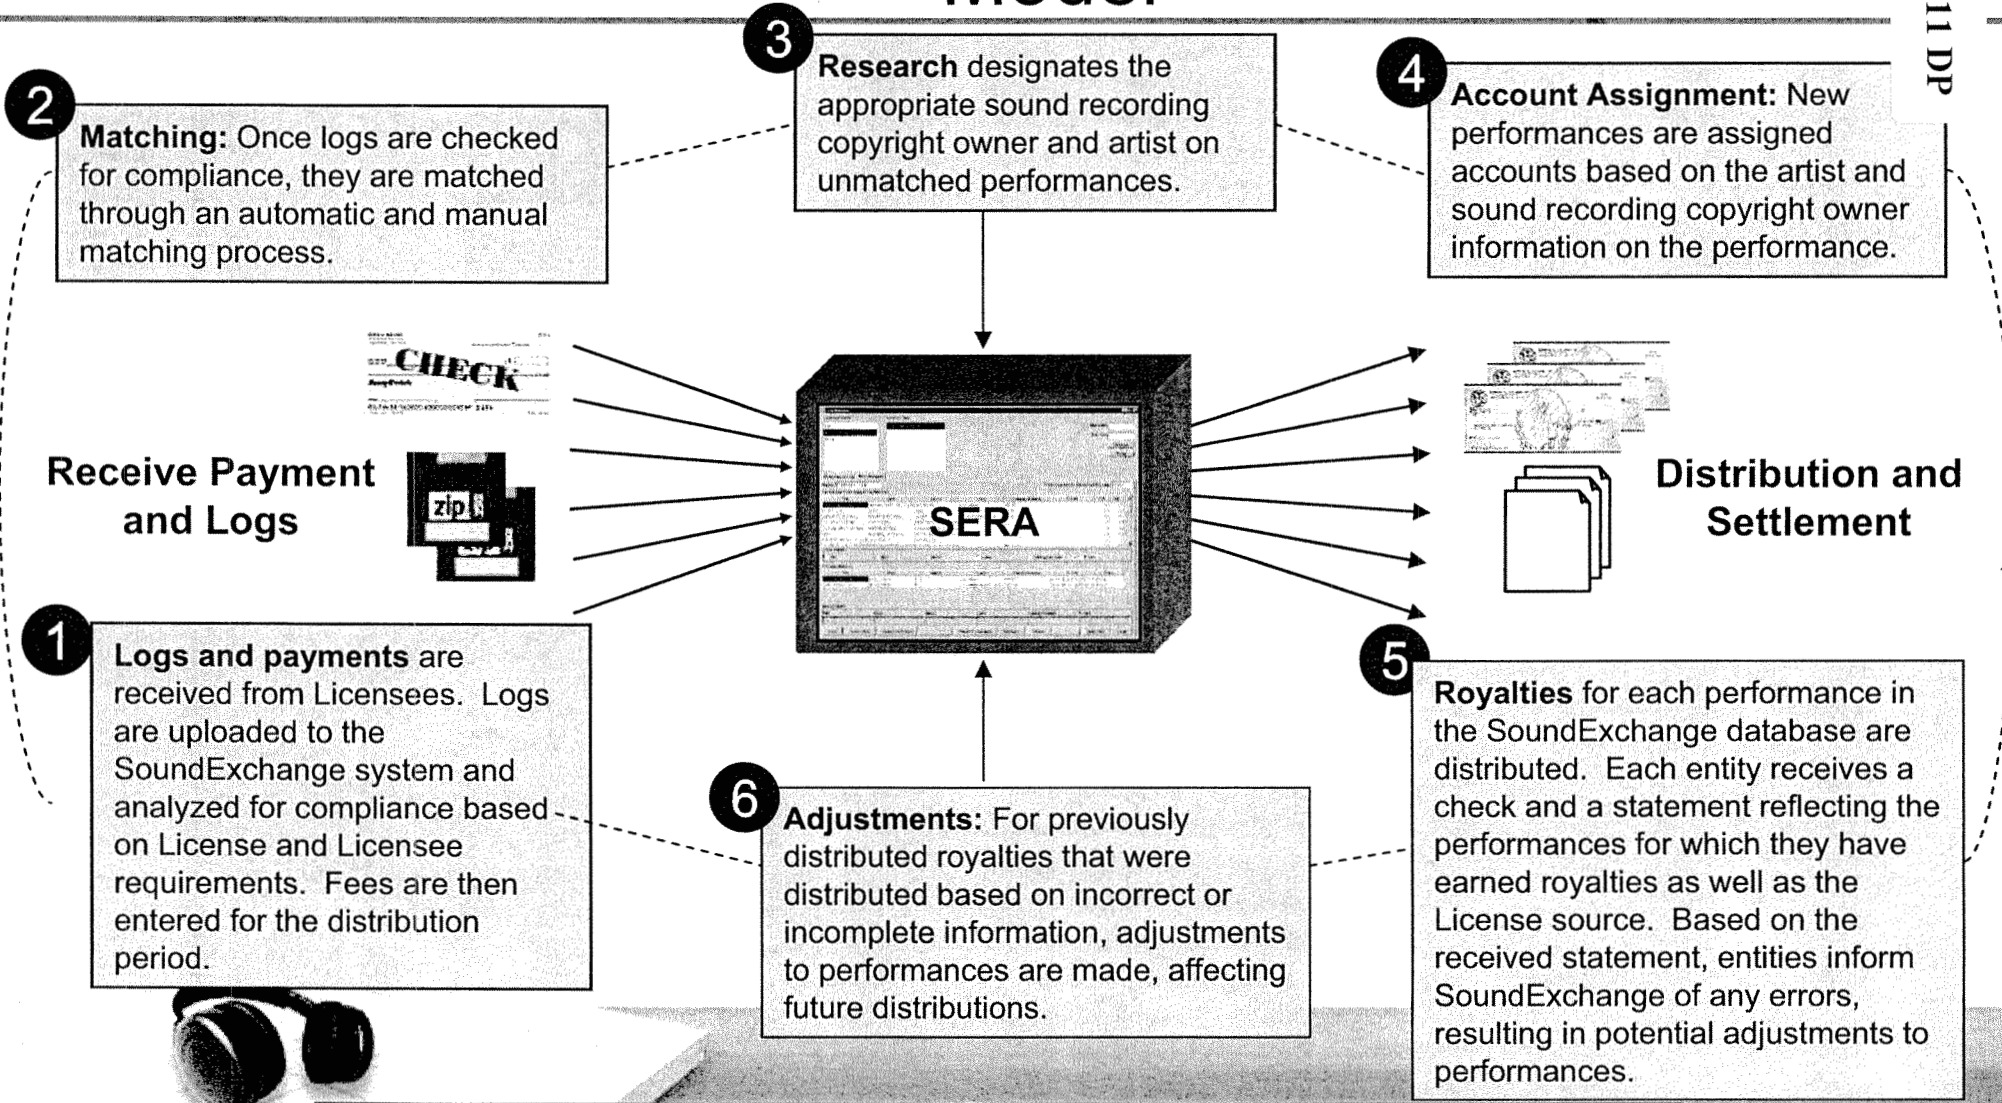 Model
11 DP
3
Research designates the
appropriate sound recording
copyright owner and artist on
unmatched performances.
4
Account Assignment: New
performances are assigned
accounts based on the artist and
sound recording copyright owner
information on the performance.
2
Matching: Once logs are checked
for compliance, they are matched
through an automatic and manual
matching process.
CHECK
Receive Payment
and Logs
zip
SERA
Distribution and
Settlement
1
Logs and payments are
received from Licensees. Logs
are uploaded to the
SoundExchange system and
analyzed for compliance based
on License and Licensee
requirements. Fees are then
entered for the distribution
period.
6
Adjustments: For previously
distributed royalties that were
distributed based on incorrect or
incomplete information, adjustments
to performances are made, affecting
future distributions.
5
Royalties for each performance in
the SoundExchange database are
distributed. Each entity receives a
check and a statement reflecting the
performances for which they have
earned royalties as well as the
License source. Based on the
received statement, entities inform
SoundExchange of any errors,
resulting in potential adjustments to
performances.